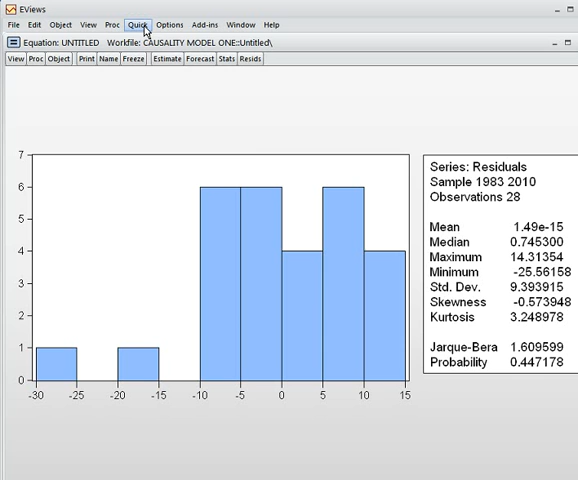 EViews
File Edit Object View Proc Quick Options Add-ins Window Help
Equation: UNTITLED Workfile: CAUSALITY MODEL ONE::Untitled\
View Proc Object Print Name Freeze Estimate Forecast Stats Resids
7
6
5
4
3
2
1
0
-30 -25 -20 -15 -10 -5 0 5 10 15
Series: Residuals
Sample 1983 2010
Observations 28
Mean 1.49e-15
Median 0.745300
Maximum 14.31354
Minimum -25.56158
Std. Dev. 9.393915
Skewness -0.573948
Kurtosis 3.248978
Jarque-Bera 1.609599
Probability 0.447178